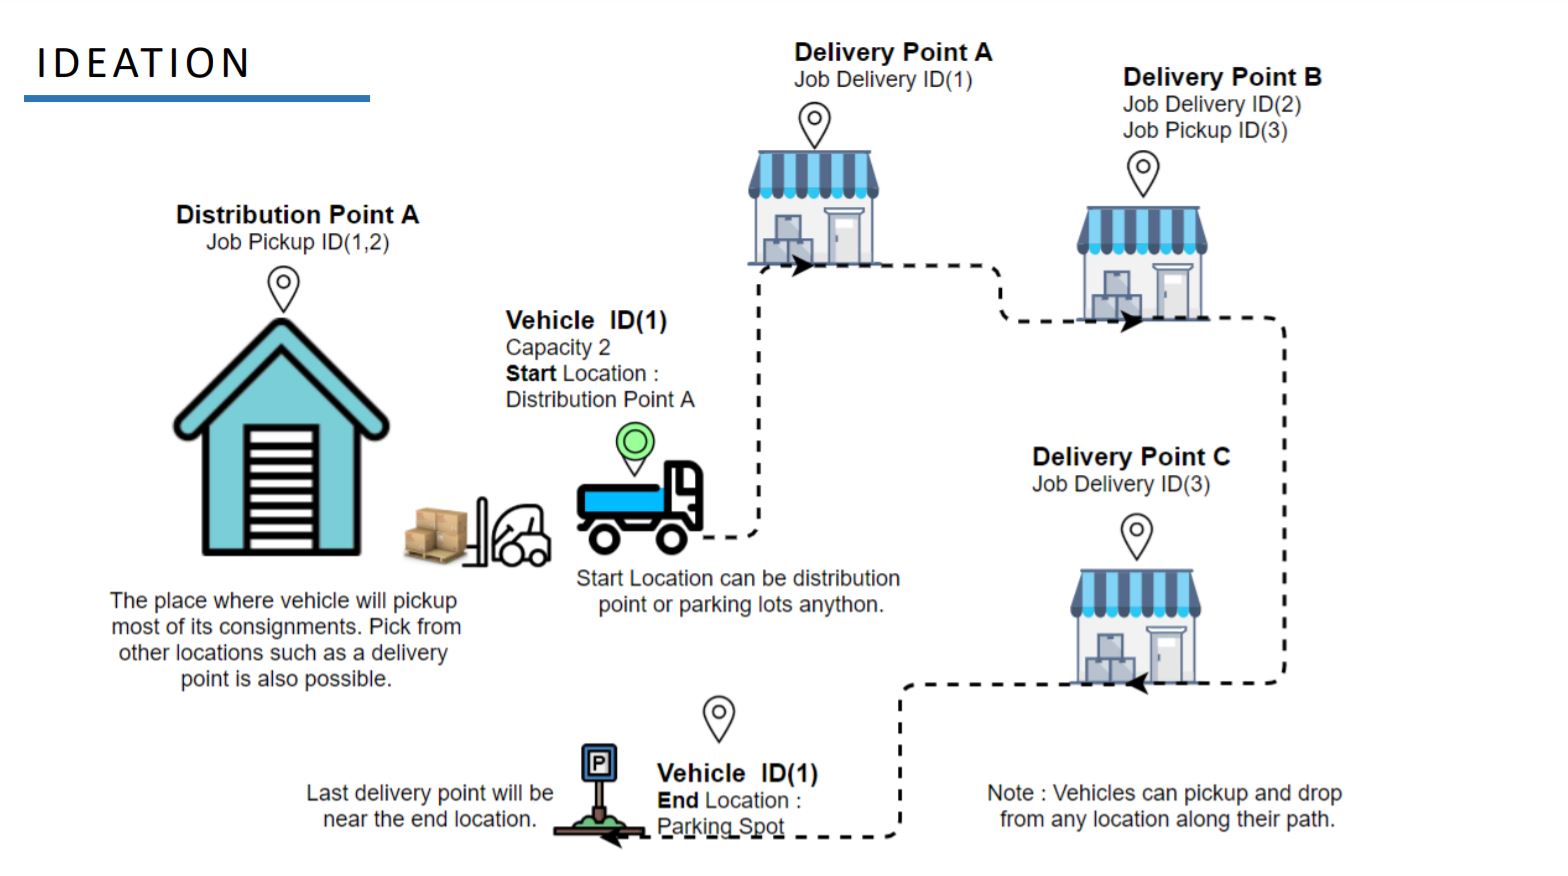 IDEATION
Delivery Point A
Job Delivery ID(1)
Delivery Point B
Job Delivery ID(2)
Job Pickup ID(3)
Distribution Point A
Job Pickup ID(1,2)
Vehicle ID(1)
Capacity 2
Start Location :
Distribution Point A
Delivery Point C
Job Delivery ID(3)
Start Location can be distribution
point or parking lots anython.
The place where vehicle will pickup
most of its consignments. Pick from
other locations such as a delivery
point is also possible.
P
Vehicle ID(1)
End Location :
Parking Spot
Last delivery point will be
near the end location.
Note : Vehicles can pickup and drop
from any location along their path.